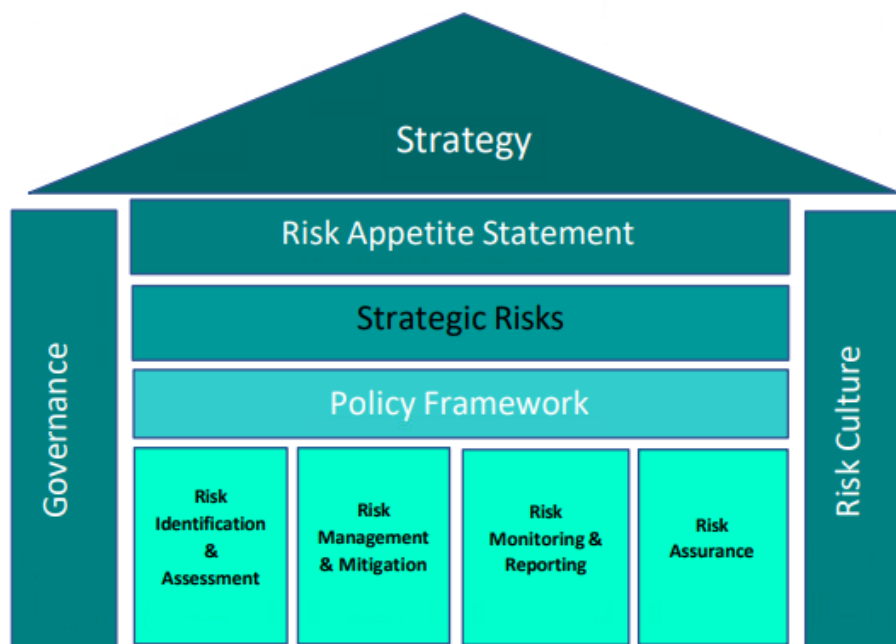 Strategy
Risk Appetite Statement
Strategic Risks
Policy Framework
Governance
Risk
Identification
&
Assessment
Risk
Management
& Mitigation
Risk
Monitoring &
Reporting
Risk
Assurance
Risk Culture